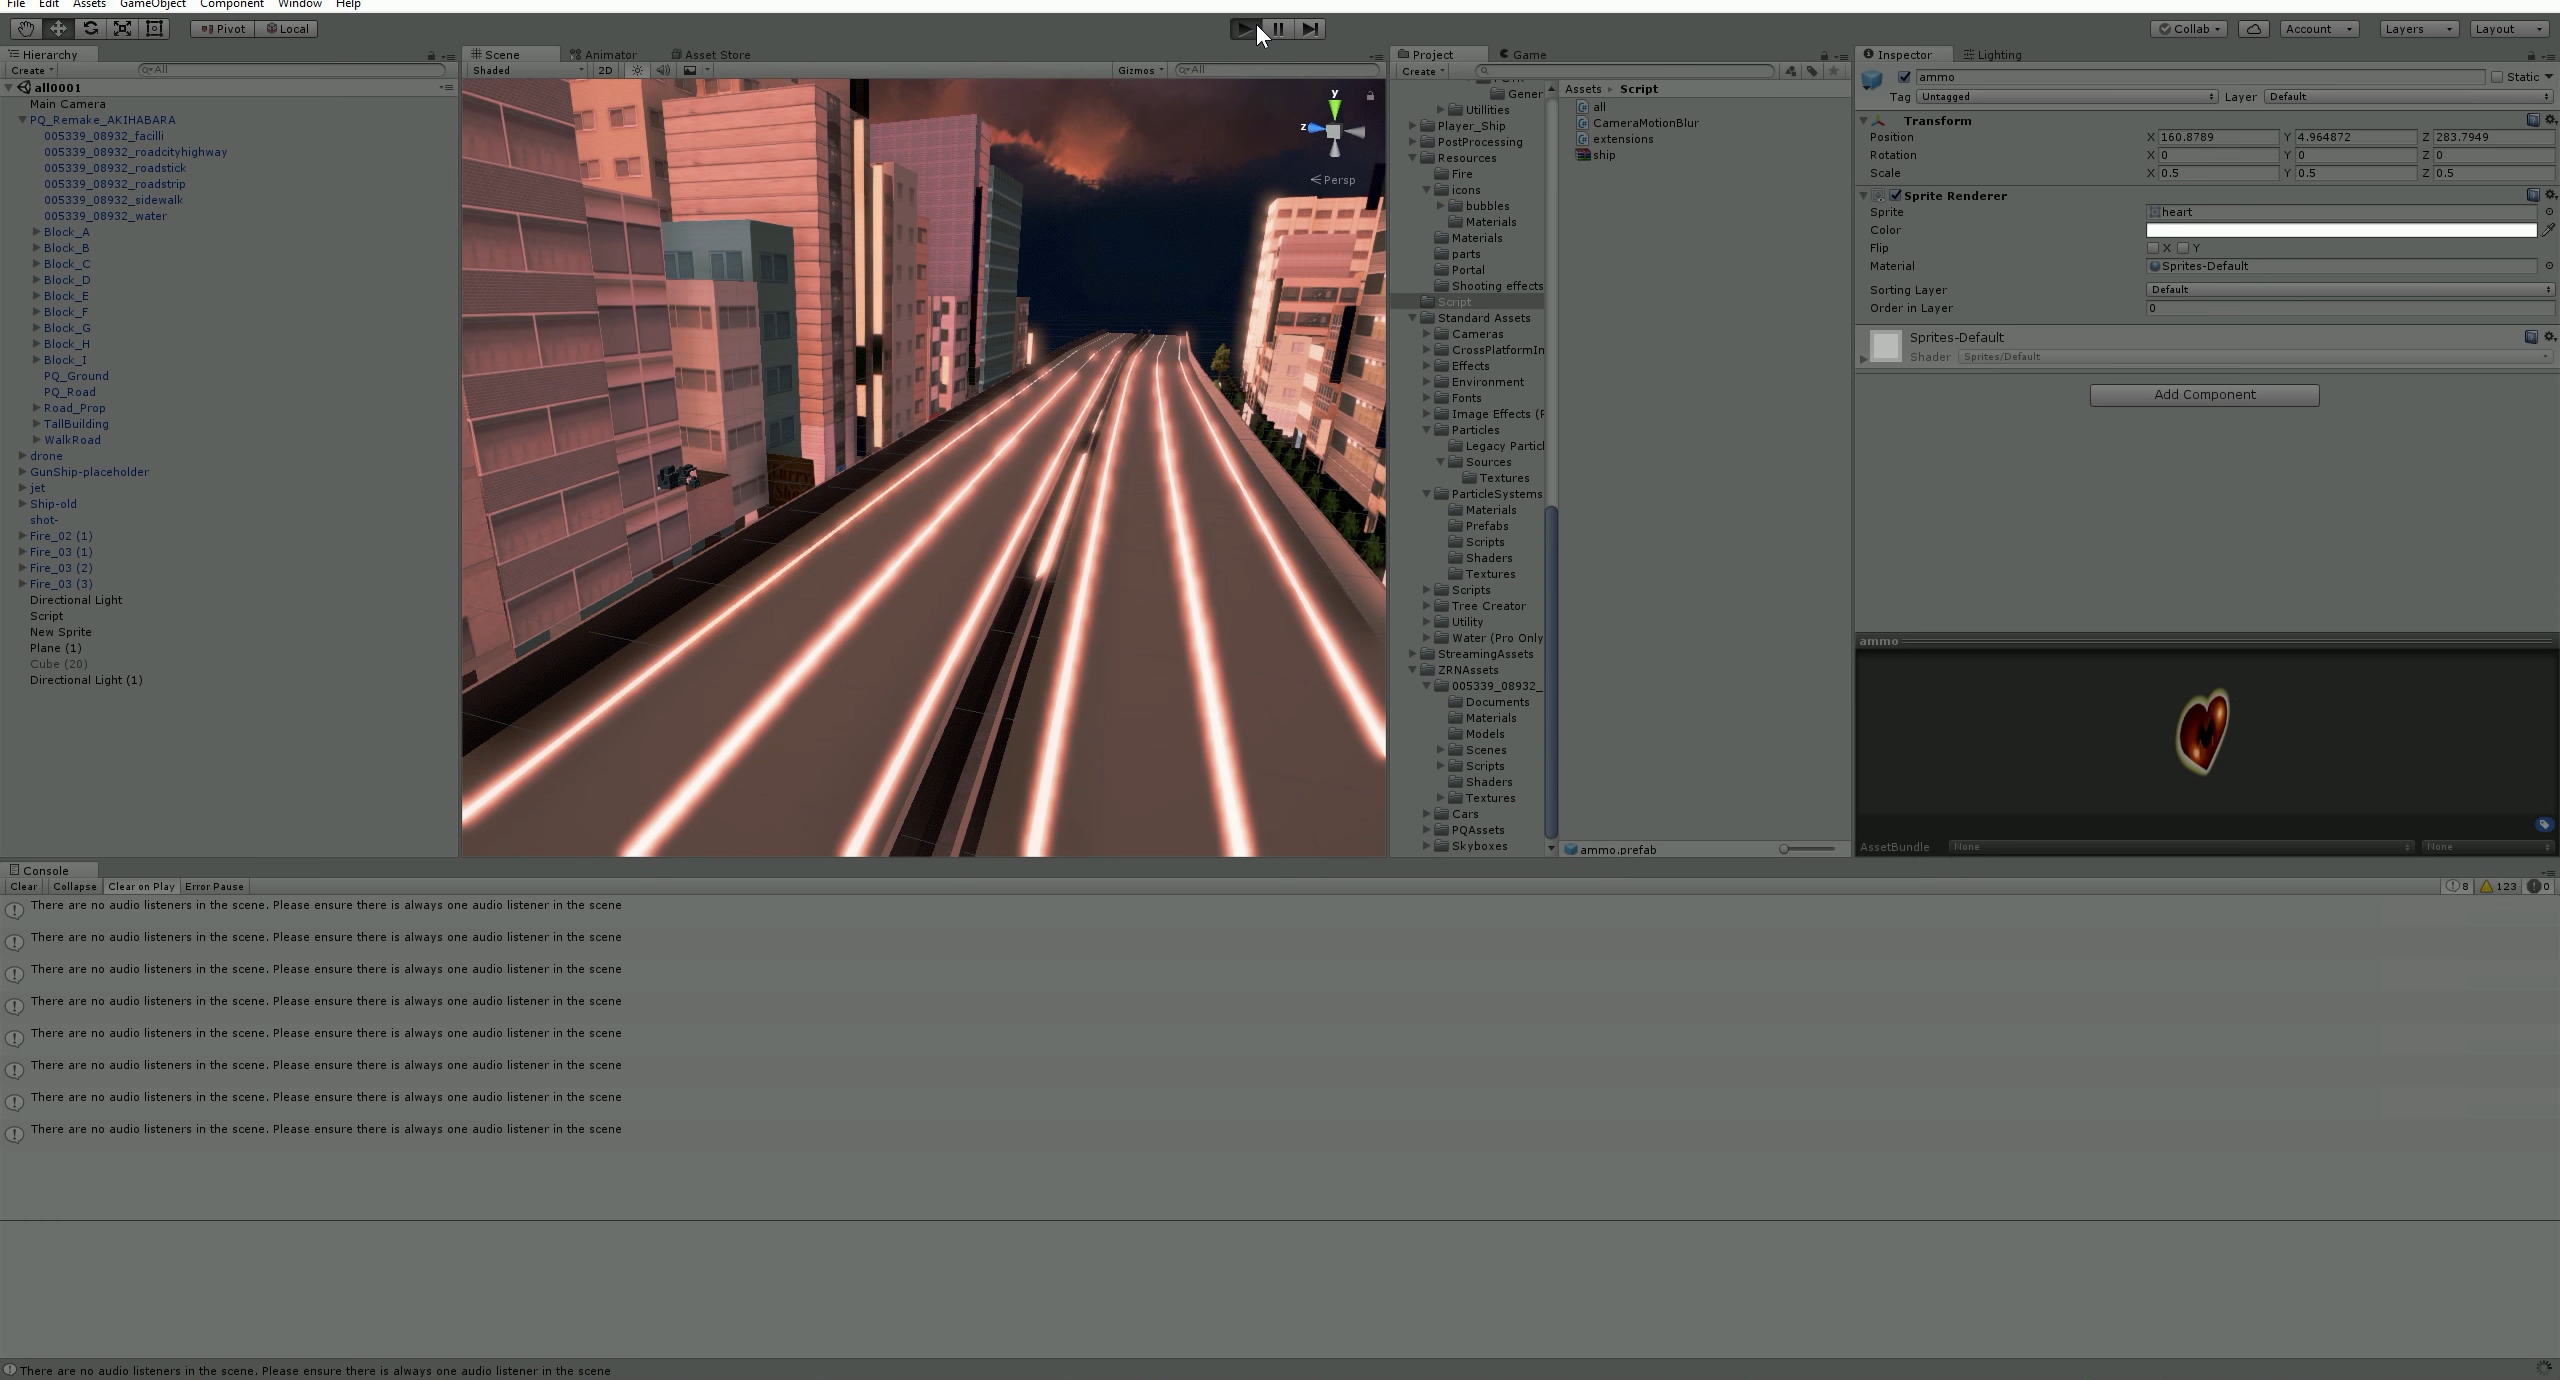 File Edit Assets GameObject Component Window Help
Pivot Local Collab Account Layers Layout
Hierarchy
Create All
all0001
Main Camera
PQ_Remake_AKIHABARA
005339_08932_facilli
005339_08932_roadcityhighway
005339_08932_roadstick
005339_08932_roadstrip
005339_08932_sidewalk
005339_08932_water
Block_A
Block_B
Block_C
Block_D
Block_E
Block_F
Block_G
Block_H
Block_I
PQ_Ground
PQ_Road
Road_Prop
TallBuilding
WalkRoad
drone
GunShip-placeholder
jet
Ship-old
shot-
Fire_02 (1)
Fire_03 (1)
Fire_03 (2)
Fire_03 (3)
Directional Light
Script
New Sprite
Plane (1)
Cube (20)
Directional Light (1)
Scene Animator Asset Store
Shaded 2D Gizmos All
y
z
Persp
Project Game
Create
Gener
Utillities
Player_Ship
PostProcessing
Resources
Fire
icons
bubbles
Materials
Materials
parts
Portal
Shooting effects
Script
Standard Assets
Cameras
CrossPlatformIn
Effects
Environment
Fonts
Image Effects (P
Particles
Legacy Particl
Sources
Textures
ParticleSystems
Materials
Prefabs
Scripts
Shaders
Textures
Scripts
Tree Creator
Utility
Water (Pro Only
StreamingAssets
ZRNAssets
005339_08932_
Documents
Materials
Models
Scenes
Scripts
Shaders
Textures
Cars
PQAssets
Skyboxes
Assets Script
all
CameraMotionBlur
extensions
ship
ammo.prefab
Inspector Lighting
ammo Static
Tag Untagged Layer Default
Transform
Position X 160.8789 Y 4.964872 Z 283.7949
Rotation X 0 Y 0 Z 0
Scale X 0.5 Y 0.5 Z 0.5
Sprite Renderer
Sprite heart
Color
Flip X Y
Material Sprites-Default
Sorting Layer Default
Order in Layer 0
Sprites-Default
Shader Sprites/Default
Add Component
ammo
AssetBundle None None
Console
Clear Collapse Clear on Play Error Pause 8 123 0
There are no audio listeners in the scene. Please ensure there is always one audio listener in the scene
There are no audio listeners in the scene. Please ensure there is always one audio listener in the scene
There are no audio listeners in the scene. Please ensure there is always one audio listener in the scene
There are no audio listeners in the scene. Please ensure there is always one audio listener in the scene
There are no audio listeners in the scene. Please ensure there is always one audio listener in the scene
There are no audio listeners in the scene. Please ensure there is always one audio listener in the scene
There are no audio listeners in the scene. Please ensure there is always one audio listener in the scene
There are no audio listeners in the scene. Please ensure there is always one audio listener in the scene
There are no audio listeners in the scene. Please ensure there is always one audio listener in the scene